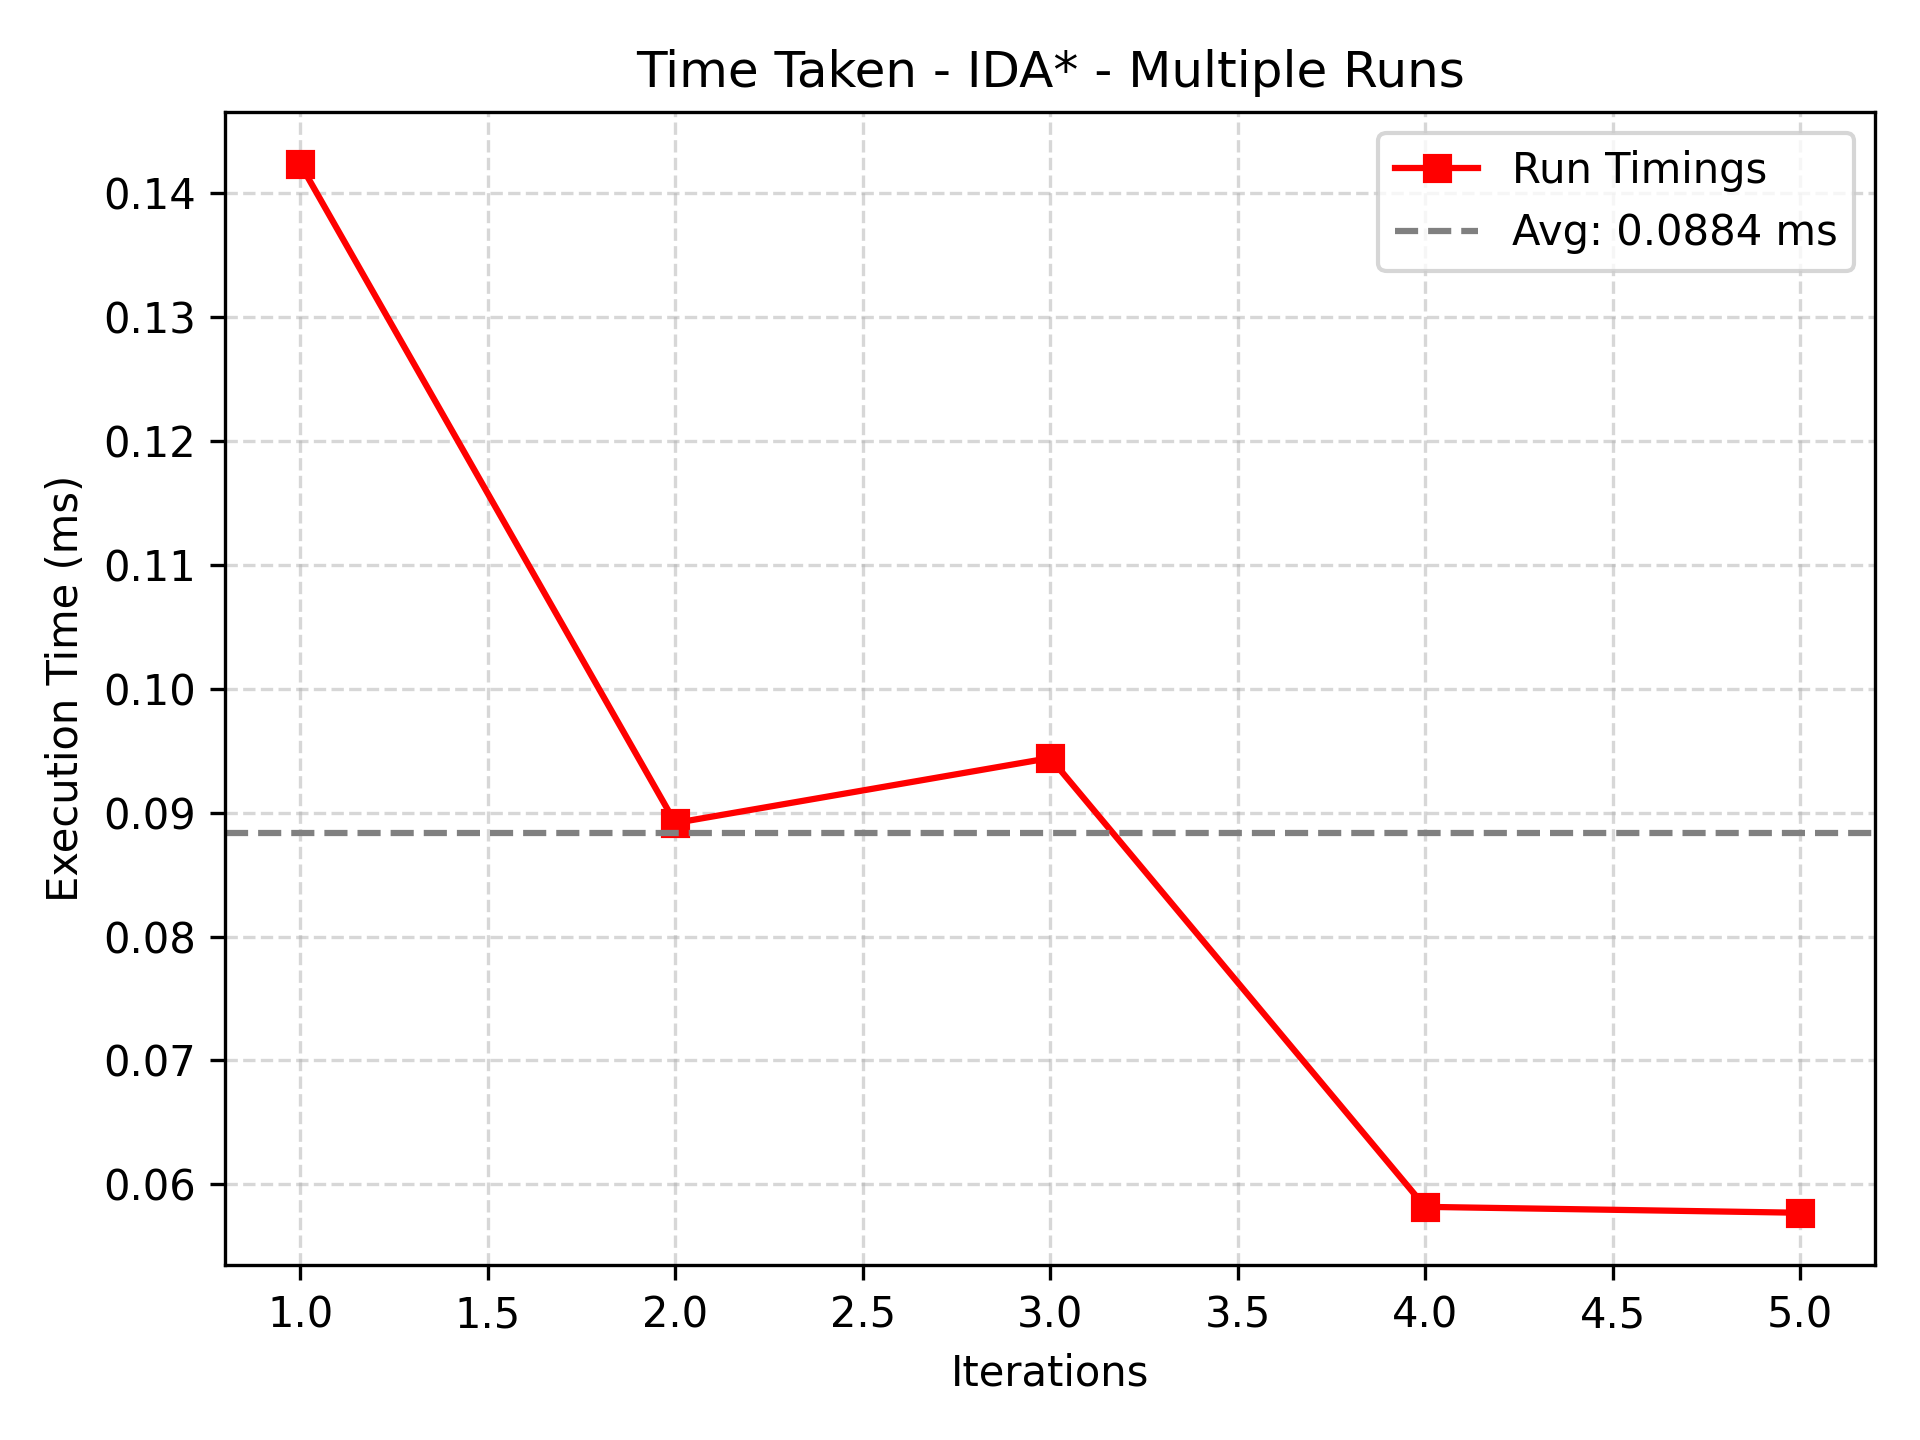 Time Taken - IDA* - Multiple Runs
Run Timings
Avg: 0.0884 ms
Execution Time (ms)
0.14
0.13
0.12
0.11
0.10
0.09
0.08
0.07
0.06
1.0 1.5 2.0 2.5 3.0 3.5 4.0 4.5 5.0
Iterations